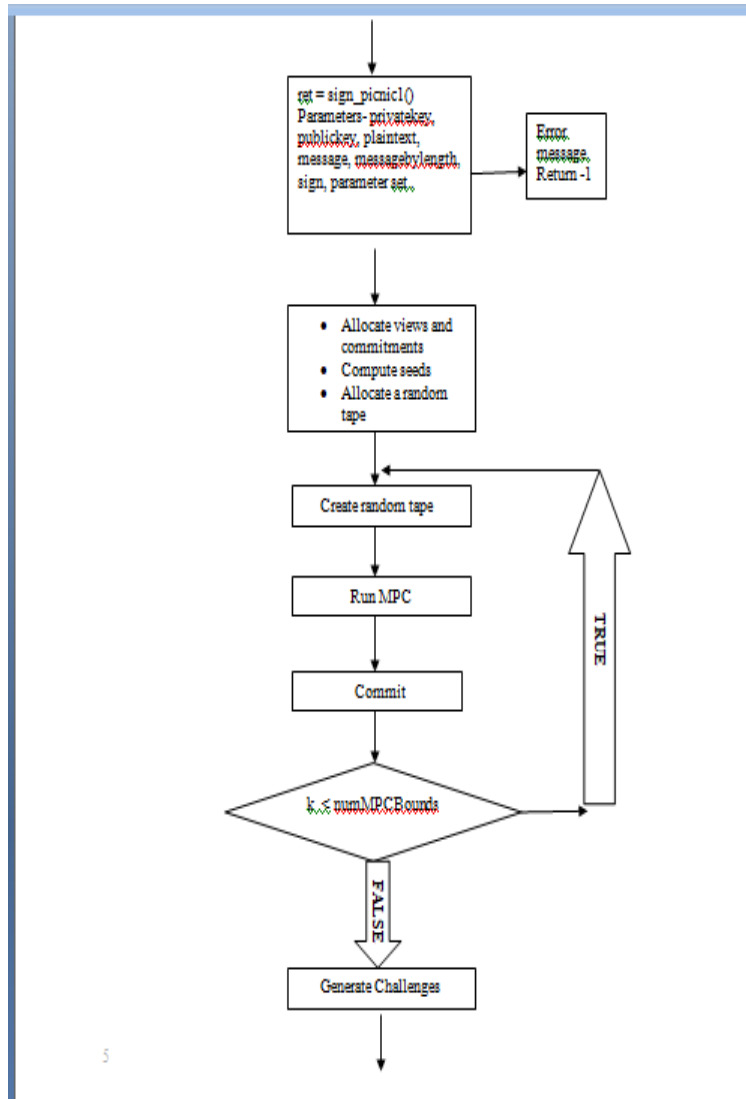 ret = sign_picnic1()
Parameters- privatekey,
publickey, plaintext,
message, messagebylength,
sign, parameter set.
Error
message.
Return -1
• Allocate views and
commitments
• Compute seeds
• Allocate a random
tape
Create random tape
Run MPC
TRUE
Commit
k < numMPCBounds
FALSE
Generate Challenges
5